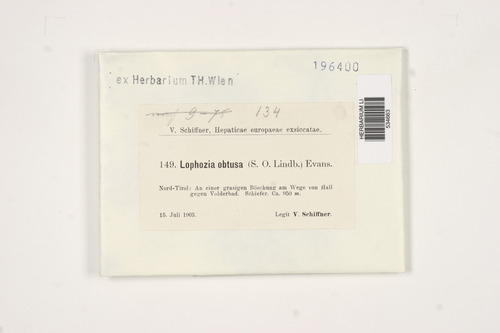 196400
ex Herbarium TH.Wien
HERBARIUM LI
534683
134
V. Schiffner, Hepaticae europaeae exsiccatae.
149. Lophozia obtusa (S. O. Lindb.) Evans.
Nord-Tirol: An einer grasigen Böschung am Wege von Hall
gegen Volderbad. Schiefer. Ca. 950 m.
15. Juli 1903. Legit V. Schiffner.